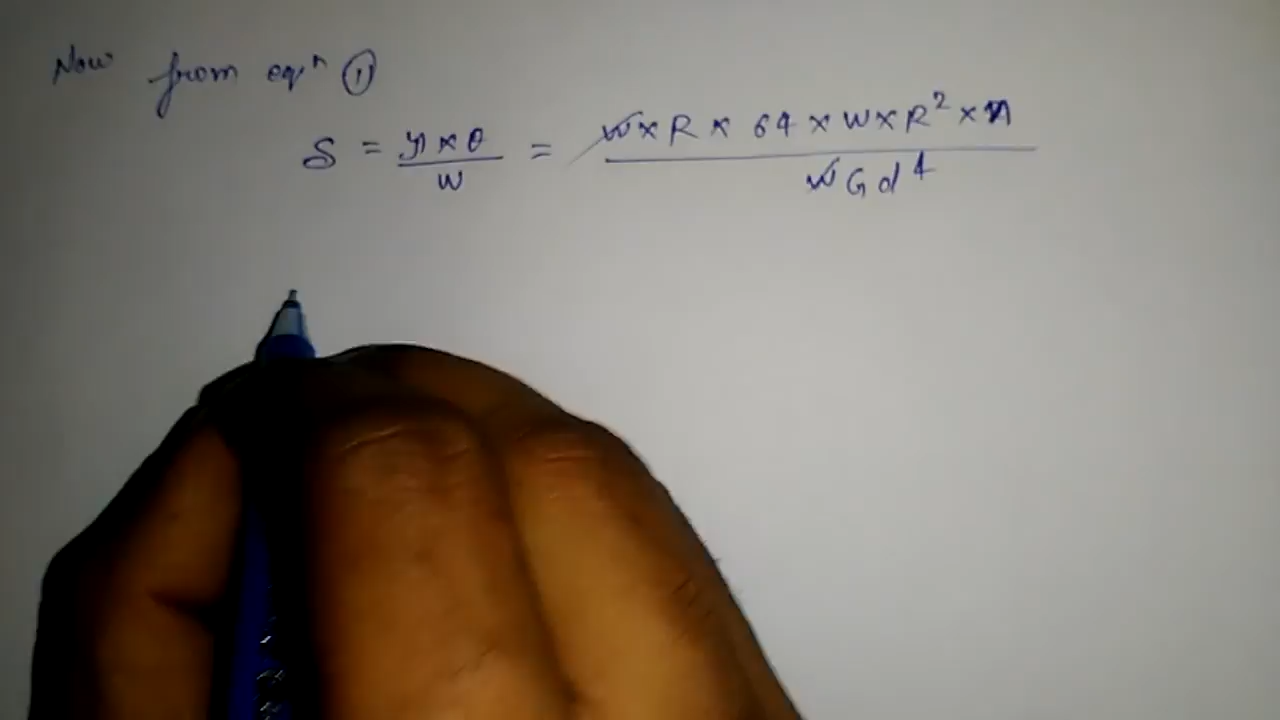 Now from eqⁿ ①
δ = T × θ / W = W × R × 64 × W × R² × n / W G d⁴